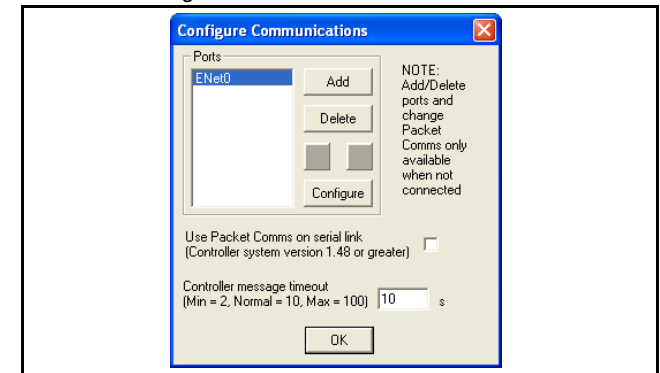 Configure Communications
Ports
ENet0
Add
Delete
Configure
NOTE:
Add/Delete
ports and
change
Packet
Comms only
available
when not
connected
Use Packet Comms on serial link
(Controller system version 1.48 or greater)
Controller message timeout
(Min = 2, Normal = 10, Max = 100) 10 s
OK